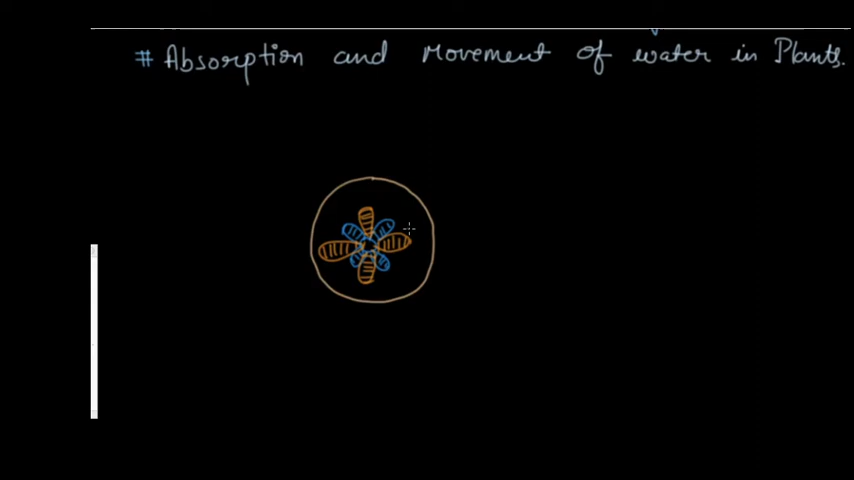 # Absorption and Movement of water in Plants.